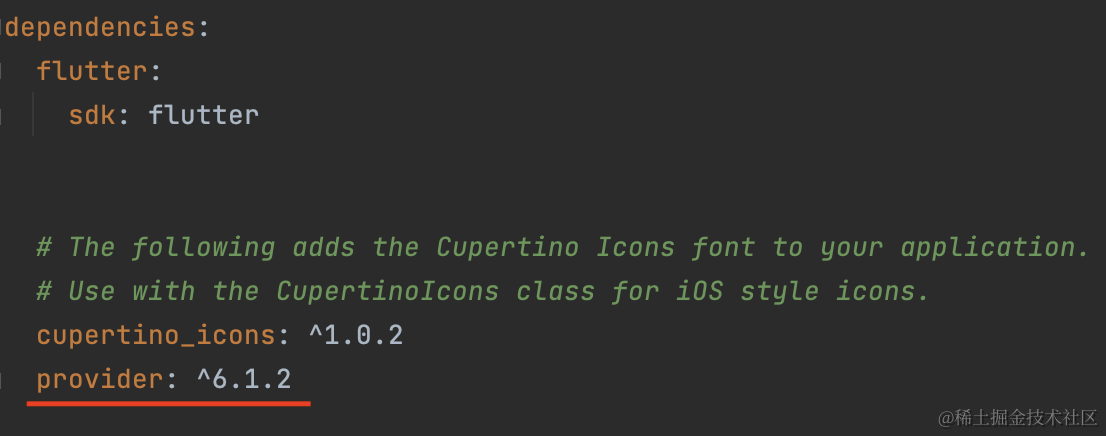 dependencies:
flutter:
sdk: flutter
# The following adds the Cupertino Icons font to your application.
# Use with the CupertinoIcons class for iOS style icons.
cupertino_icons: ^1.0.2
provider: ^6.1.2
@稀土掘金技术社区